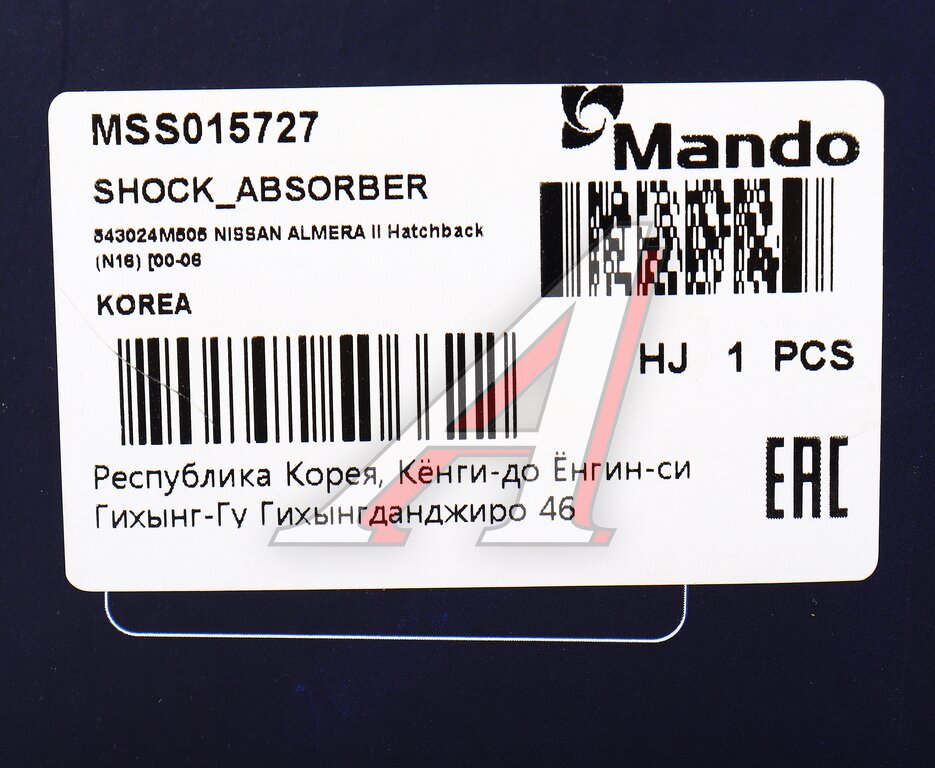 MSS015727
Mando
SHOCK_ABSORBER
543024M505 NISSAN ALMERA II Hatchback
(N16) [00-06
KOREA
HJ 1 PCS
Республика Корея, Кёнги-до Ёнгин-си
Гихынг-Гу Гихынгданджиро 46
EAC